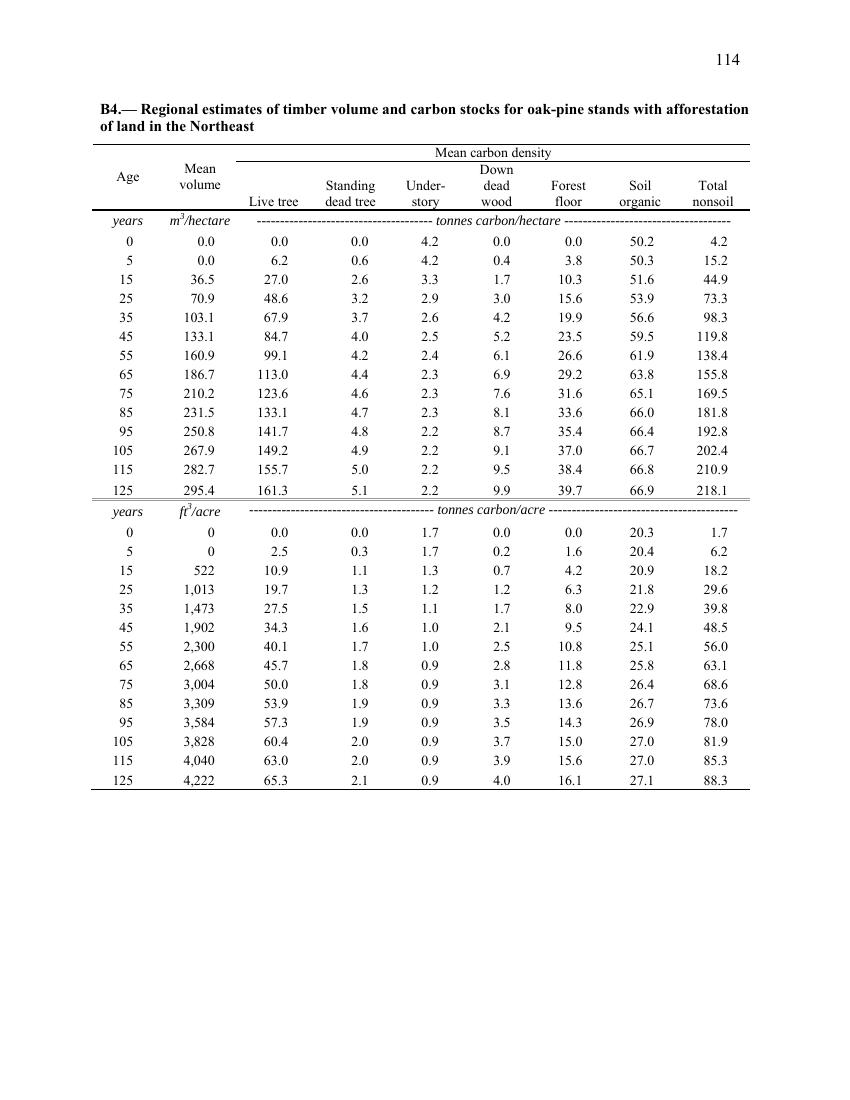 114
B4.— Regional estimates of timber volume and carbon stocks for oak-pine stands with afforestation
of land in the Northeast
Mean carbon density
Age Mean volume Live tree Standing dead tree Under-story Down dead wood Forest floor Soil organic Total nonsoil
years m³/hectare -------------------------------------- tonnes carbon/hectare ------------------------------------
0 0.0 0.0 0.0 4.2 0.0 0.0 50.2 4.2
5 0.0 6.2 0.6 4.2 0.4 3.8 50.3 15.2
15 36.5 27.0 2.6 3.3 1.7 10.3 51.6 44.9
25 70.9 48.6 3.2 2.9 3.0 15.6 53.9 73.3
35 103.1 67.9 3.7 2.6 4.2 19.9 56.6 98.3
45 133.1 84.7 4.0 2.5 5.2 23.5 59.5 119.8
55 160.9 99.1 4.2 2.4 6.1 26.6 61.9 138.4
65 186.7 113.0 4.4 2.3 6.9 29.2 63.8 155.8
75 210.2 123.6 4.6 2.3 7.6 31.6 65.1 169.5
85 231.5 133.1 4.7 2.3 8.1 33.6 66.0 181.8
95 250.8 141.7 4.8 2.2 8.7 35.4 66.4 192.8
105 267.9 149.2 4.9 2.2 9.1 37.0 66.7 202.4
115 282.7 155.7 5.0 2.2 9.5 38.4 66.8 210.9
125 295.4 161.3 5.1 2.2 9.9 39.7 66.9 218.1
years ft³/acre ---------------------------------------- tonnes carbon/acre -----------------------------------------
0 0 0.0 0.0 1.7 0.0 0.0 20.3 1.7
5 0 2.5 0.3 1.7 0.2 1.6 20.4 6.2
15 522 10.9 1.1 1.3 0.7 4.2 20.9 18.2
25 1,013 19.7 1.3 1.2 1.2 6.3 21.8 29.6
35 1,473 27.5 1.5 1.1 1.7 8.0 22.9 39.8
45 1,902 34.3 1.6 1.0 2.1 9.5 24.1 48.5
55 2,300 40.1 1.7 1.0 2.5 10.8 25.1 56.0
65 2,668 45.7 1.8 0.9 2.8 11.8 25.8 63.1
75 3,004 50.0 1.8 0.9 3.1 12.8 26.4 68.6
85 3,309 53.9 1.9 0.9 3.3 13.6 26.7 73.6
95 3,584 57.3 1.9 0.9 3.5 14.3 26.9 78.0
105 3,828 60.4 2.0 0.9 3.7 15.0 27.0 81.9
115 4,040 63.0 2.0 0.9 3.9 15.6 27.0 85.3
125 4,222 65.3 2.1 0.9 4.0 16.1 27.1 88.3